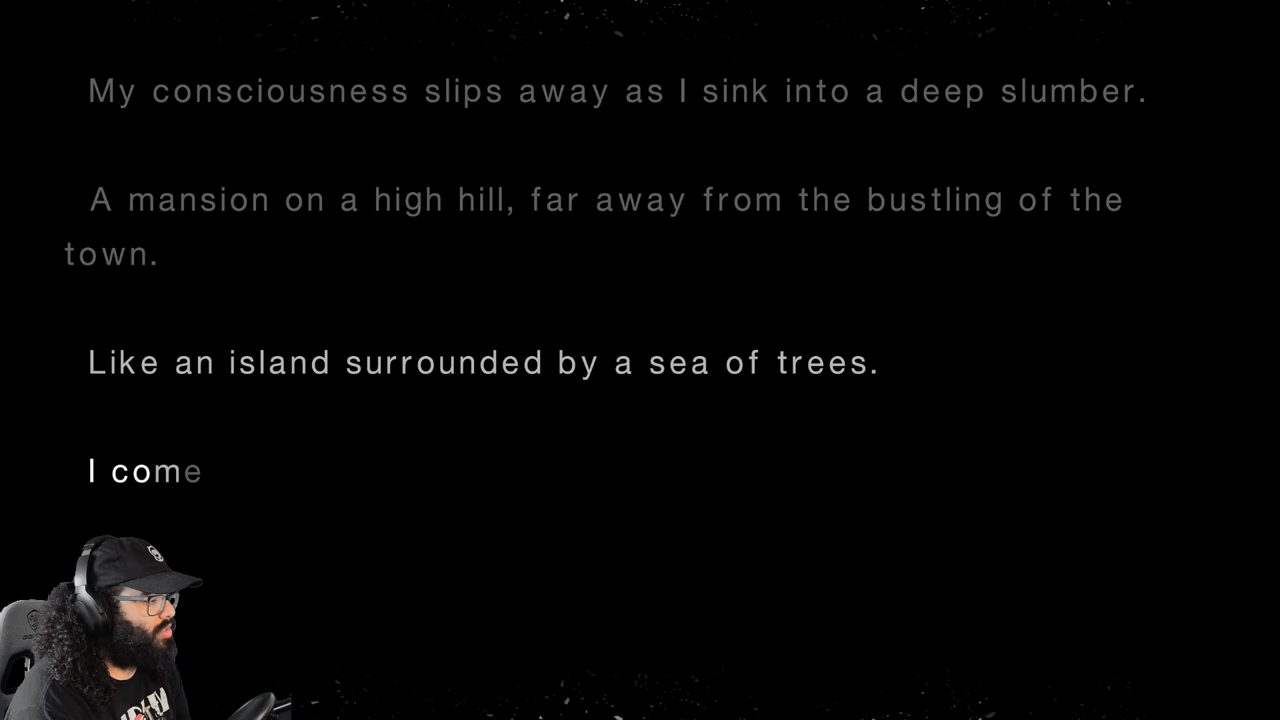 My consciousness slips away as I sink into a deep slumber.
A mansion on a high hill, far away from the bustling of the
town.
Like an island surrounded by a sea of trees.
I come